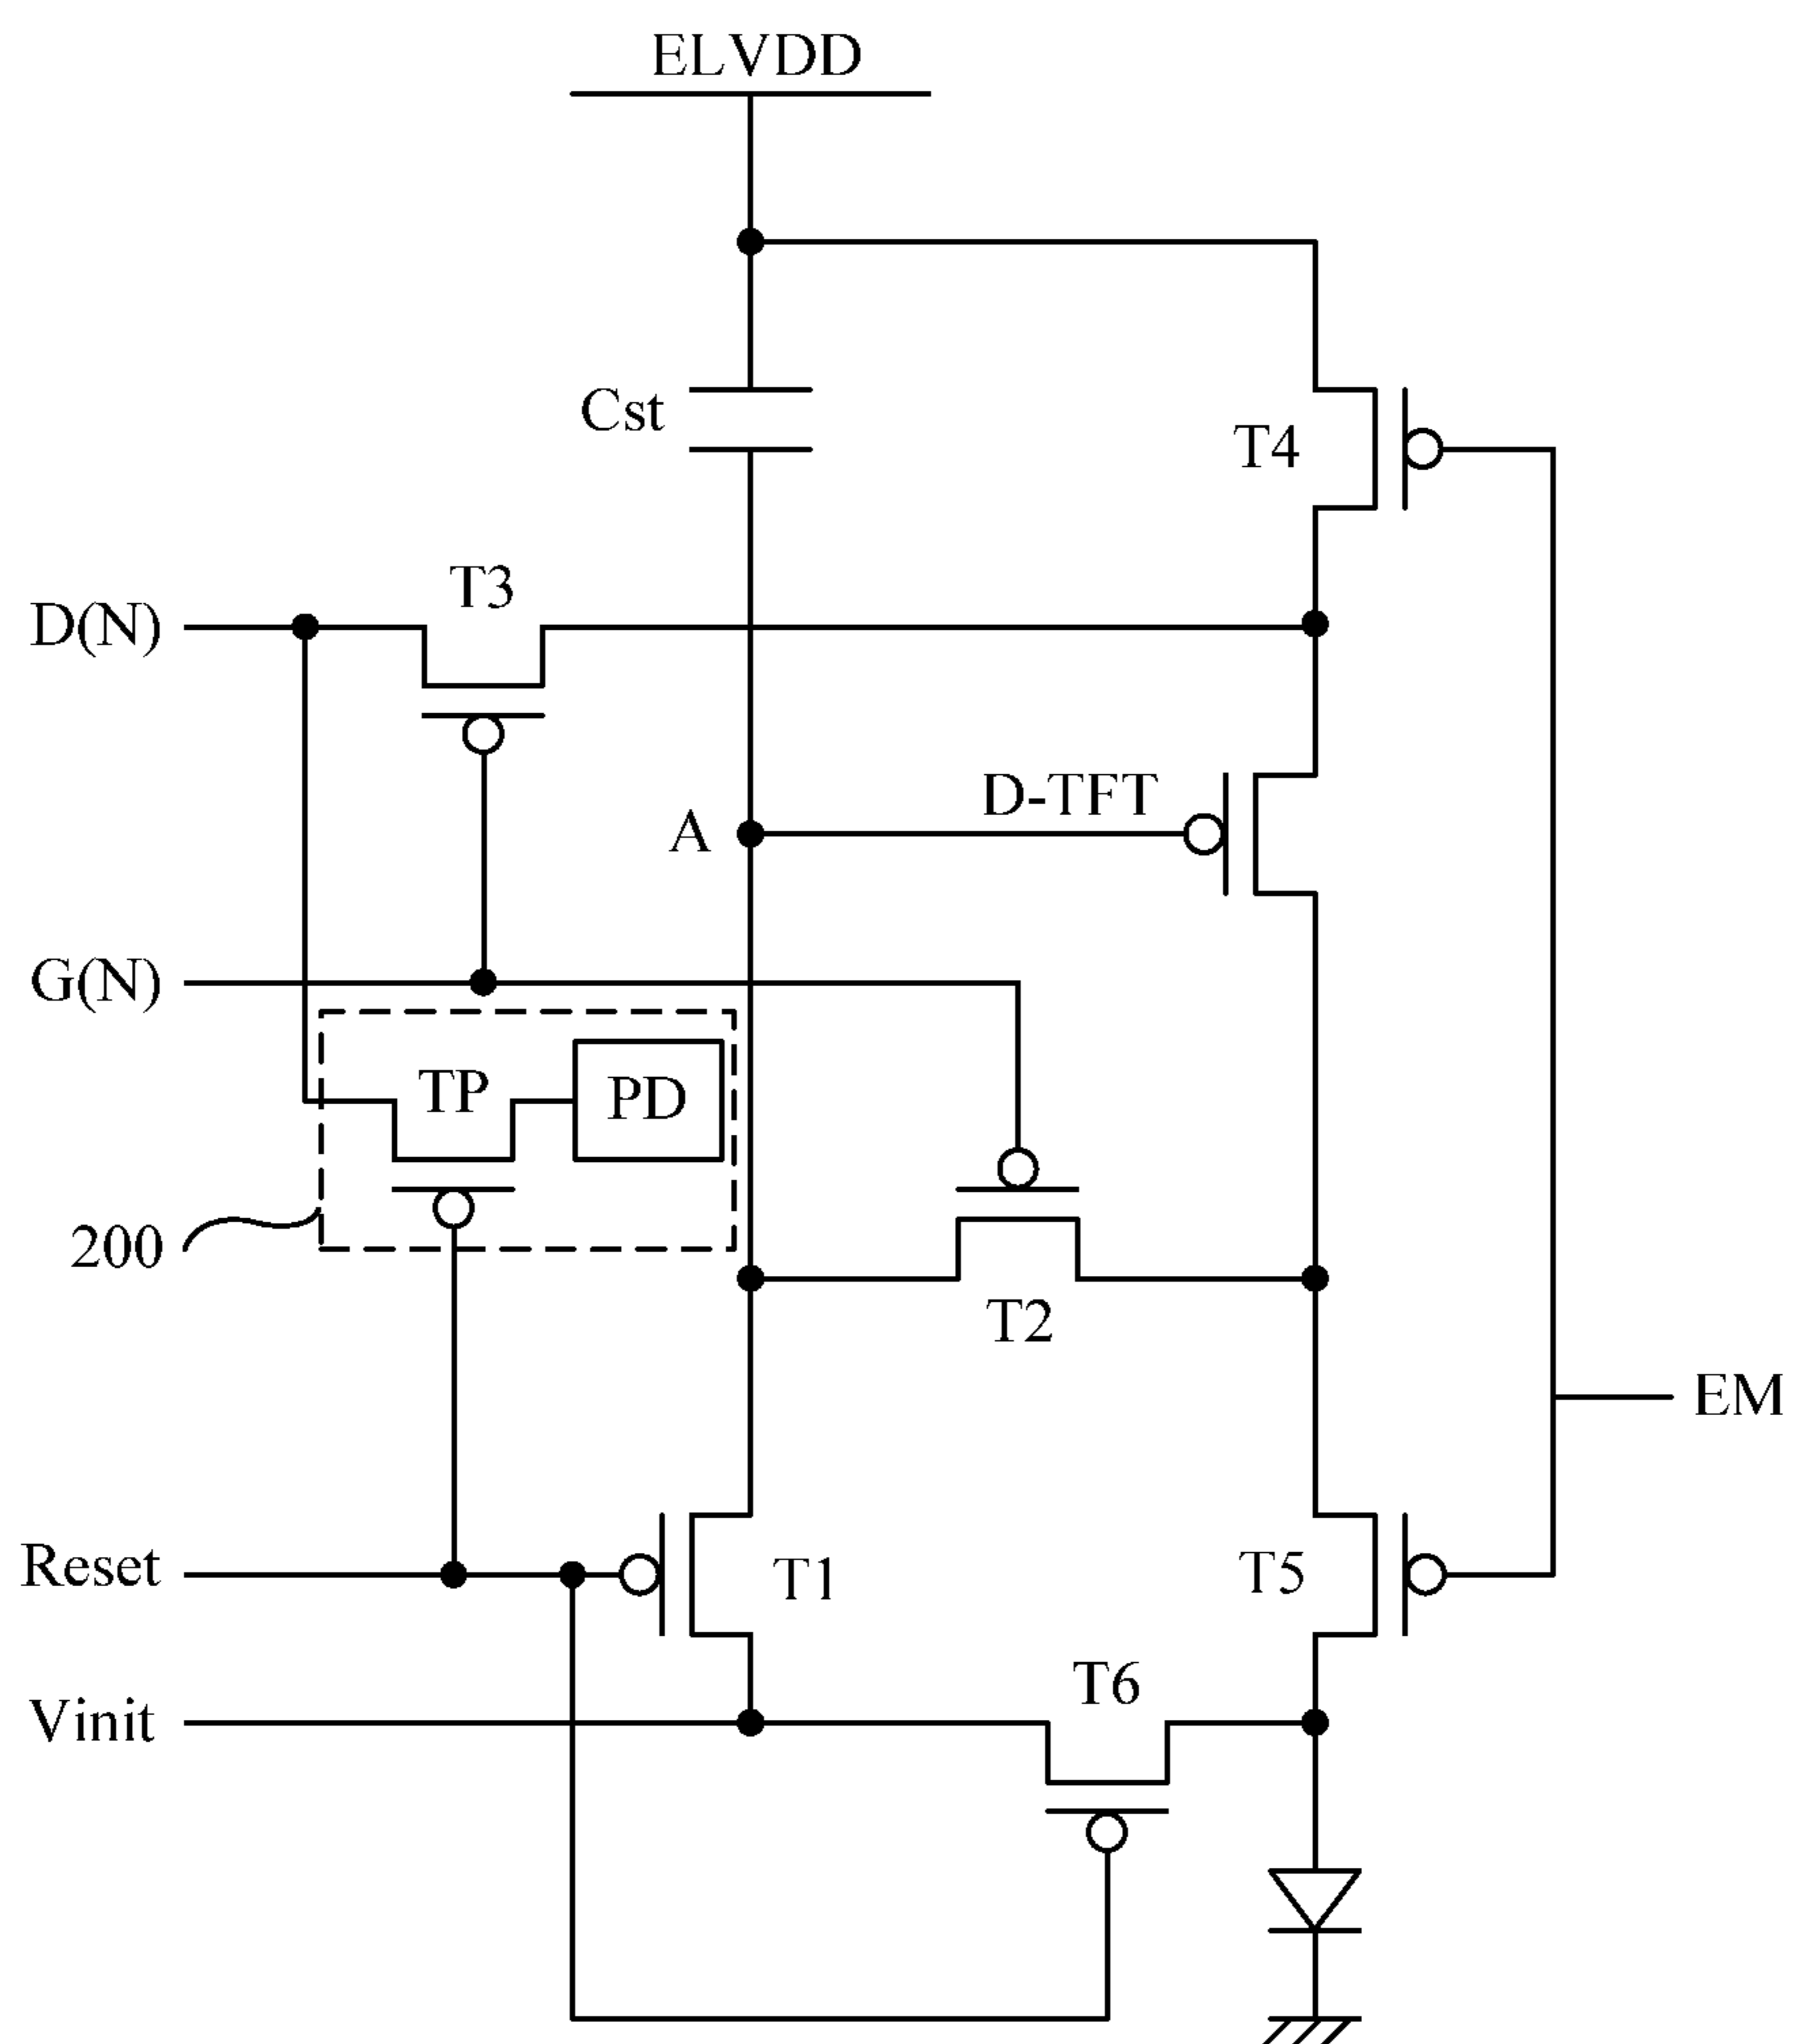 ELVDD
Cst
T4
T3
D(N)
D-TFT
A
G(N)
TP
PD
200
T2
EM
Reset
T1
T5
T6
Vinit